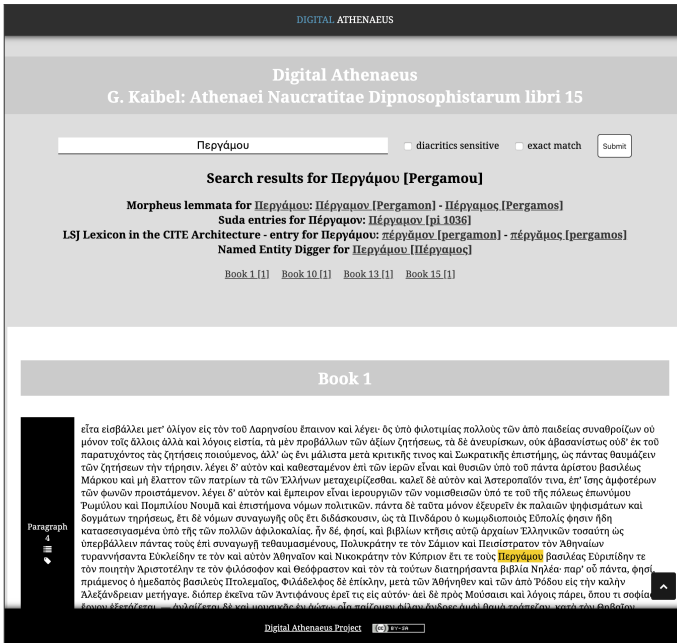 DIGITAL ATHENAEUS
Digital Athenaeus
G. Kaibel: Athenaei Naucratitae Dipnosophistarum libri 15
Περγάμου
diacritics sensitive
exact match
Submit
Search results for Περγάμου [Pergamou]
Morpheus lemmata for Περγάμου: Πέργαμον [Pergamon] - Πέργαμος [Pergamos]
Suda entries for Πέργαμον: Πέργαμον [pi 1036]
LSJ Lexicon in the CITE Architecture - entry for Περγάμου: πέργᾰμον [pergamon] - πέργᾰμος [pergamos]
Named Entity Digger for Περγάμου [Πέργαμος]
Book 1 [1] Book 10 [1] Book 13 [1] Book 15 [1]
Book 1
Paragraph
4
εἶτα εἰσβάλλει μετ’ ὀλίγον εἰς τὸν τοῦ Λαρηνσίου ἔπαινον καὶ λέγει· ὃς ὑπὸ φιλοτιμίας πολλοὺς τῶν ἀπὸ παιδείας συναθροίζων οὐ
μόνον τοῖς ἄλλοις ἀλλὰ καὶ λόγοις εἱστία, τὰ μὲν προβάλλων τῶν ἀξίων ζητήσεως, τὰ δὲ ἀνευρίσκων, οὐκ ἀβασανίστως οὐδ’ ἐκ τοῦ
παρατυχόντος τὰς ζητήσεις ποιούμενος, ἀλλ’ ὡς ἔνι μάλιστα μετὰ κριτικῆς τινος καὶ Σωκρατικῆς ἐπιστήμης, ὡς πάντας θαυμάζειν
τῶν ζητήσεων τὴν τήρησιν. λέγει δ’ αὐτὸν καὶ καθεσταμένον ἐπὶ τῶν ἱερῶν εἶναι καὶ θυσιῶν ὑπὸ τοῦ πάντα ἀρίστου βασιλέως
Μάρκου καὶ μὴ ἔλαττον τῶν πατρίων τὰ τῶν Ἑλλήνων μεταχειρίζεσθαι. καλεῖ δὲ αὐτὸν καὶ Ἀστεροπαῖόν τινα, ἐπ’ ἴσης ἀμφοτέρων
τῶν φωνῶν προιστάμενον. λέγει δ’ αὐτὸν καὶ ἔμπειρον εἶναι ἱερουργιῶν τῶν νομισθεισῶν ὑπό τε τοῦ τῆς πόλεως ἐπωνύμου
Ῥωμύλου καὶ Πομπιλίου Νουμᾶ καὶ ἐπιστήμονα νόμων πολιτικῶν. πάντα δὲ ταῦτα μόνον ἐξευρεῖν ἐκ παλαιῶν ψηφισμάτων καὶ
δογμάτων τηρήσεως, ἔτι δὲ νόμων συναγωγῆς οὓς ἔτι διδάσκουσιν, ὡς τὰ Πινδάρου ὁ κωμῳδιοποιὸς Εὔπολίς φησιν ἤδη
κατασεσιγασμένα ὑπὸ τῆς τῶν πολλῶν ἀφιλοκαλίας. ἦν δέ, φησί, καὶ βιβλίων κτῆσις αὐτῷ ἀρχαίων Ἑλληνικῶν τοσαύτη ὡς
ὑπερβάλλειν πάντας τοὺς ἐπὶ συναγωγῇ τεθαυμασμένους, Πολυκράτην τε τὸν Σάμιον καὶ Πεισίστρατον τὸν Ἀθηναίων
τυραννήσαντα Εὐκλείδην τε τὸν καὶ αὐτὸν Ἀθηναῖον καὶ Νικοκράτην τὸν Κύπριον ἔτι τε τοὺς Περγάμου βασιλέας Εὐριπίδην τε
τὸν ποιητὴν Ἀριστοτέλην τε τὸν φιλόσοφον καὶ Θεόφραστον καὶ τὸν τὰ τούτων διατηρήσαντα βιβλία Νηλέα· παρ’ οὗ πάντα, φησί,
πριάμενος ὁ ἡμεδαπὸς βασιλεὺς Πτολεμαῖος, Φιλάδελφος δὲ ἐπίκλην, μετὰ τῶν Ἀθήνηθεν καὶ τῶν ἀπὸ Ῥόδου εἰς τὴν καλὴν
Ἀλεξάνδρειαν μετήγαγε. διόπερ ἐκεῖνα τῶν Ἀντιφάνους ἐρεῖ τις εἰς αὐτόν· ἀεὶ δὲ πρὸς Μούσαισι καὶ λόγοις πάρει, ὅπου τι σοφίας
Digital Athenaeus Project
BY-SA